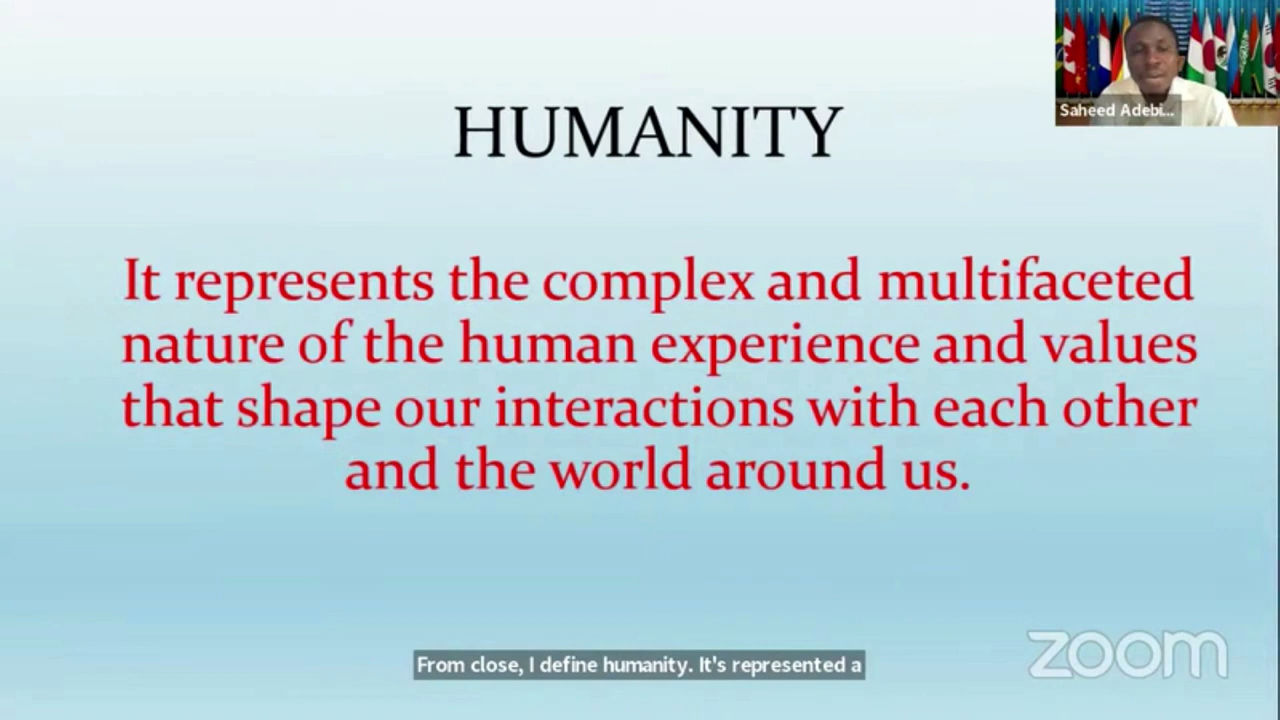 Saheed Adebi...
HUMANITY
It represents the complex and multifaceted
nature of the human experience and values
that shape our interactions with each other
and the world around us.
From close, I define humanity. It's represented a
zoom